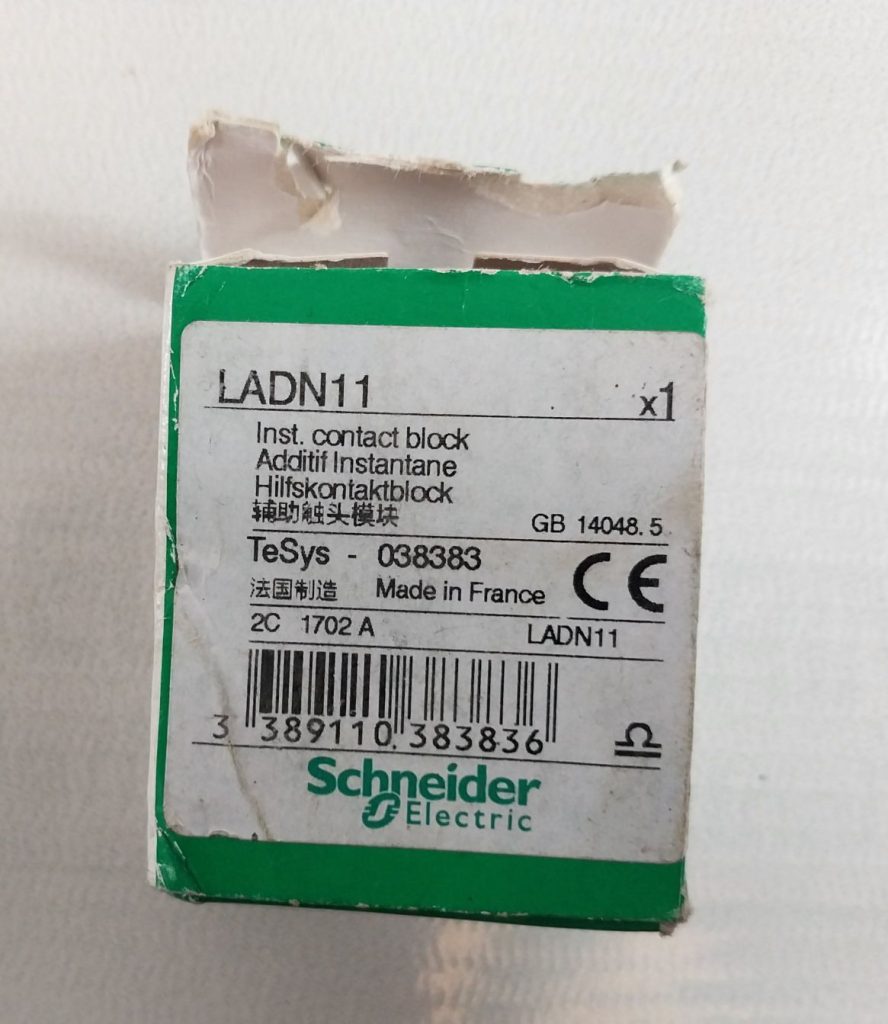 LADN11 x1
Inst. contact block
Additif Instantane
Hilfskontaktblock
辅助触头模块 GB 14048.5
TeSys - 038383 CE
法国制造 Made in France
2C 1702 A LADN11
3 389110 383836
Schneider
Electric